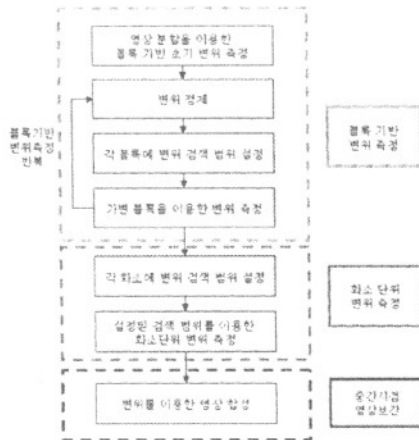 영상 분할을 이용한
블록 기반 초기 변위 측정
변위 정제
각 블록에 변위 검색 범위 설정
가변 블록을 이용한 변위 측정
블록기반
변위측정
반복
블록 기반
변위 측정
각 화소에 변위 검색 범위 설정
설정된 검색 범위를 이용한
화소단위 변위 측정
화소 단위
변위 측정
변위를 이용한 영상 합성
중간시점
영상보간